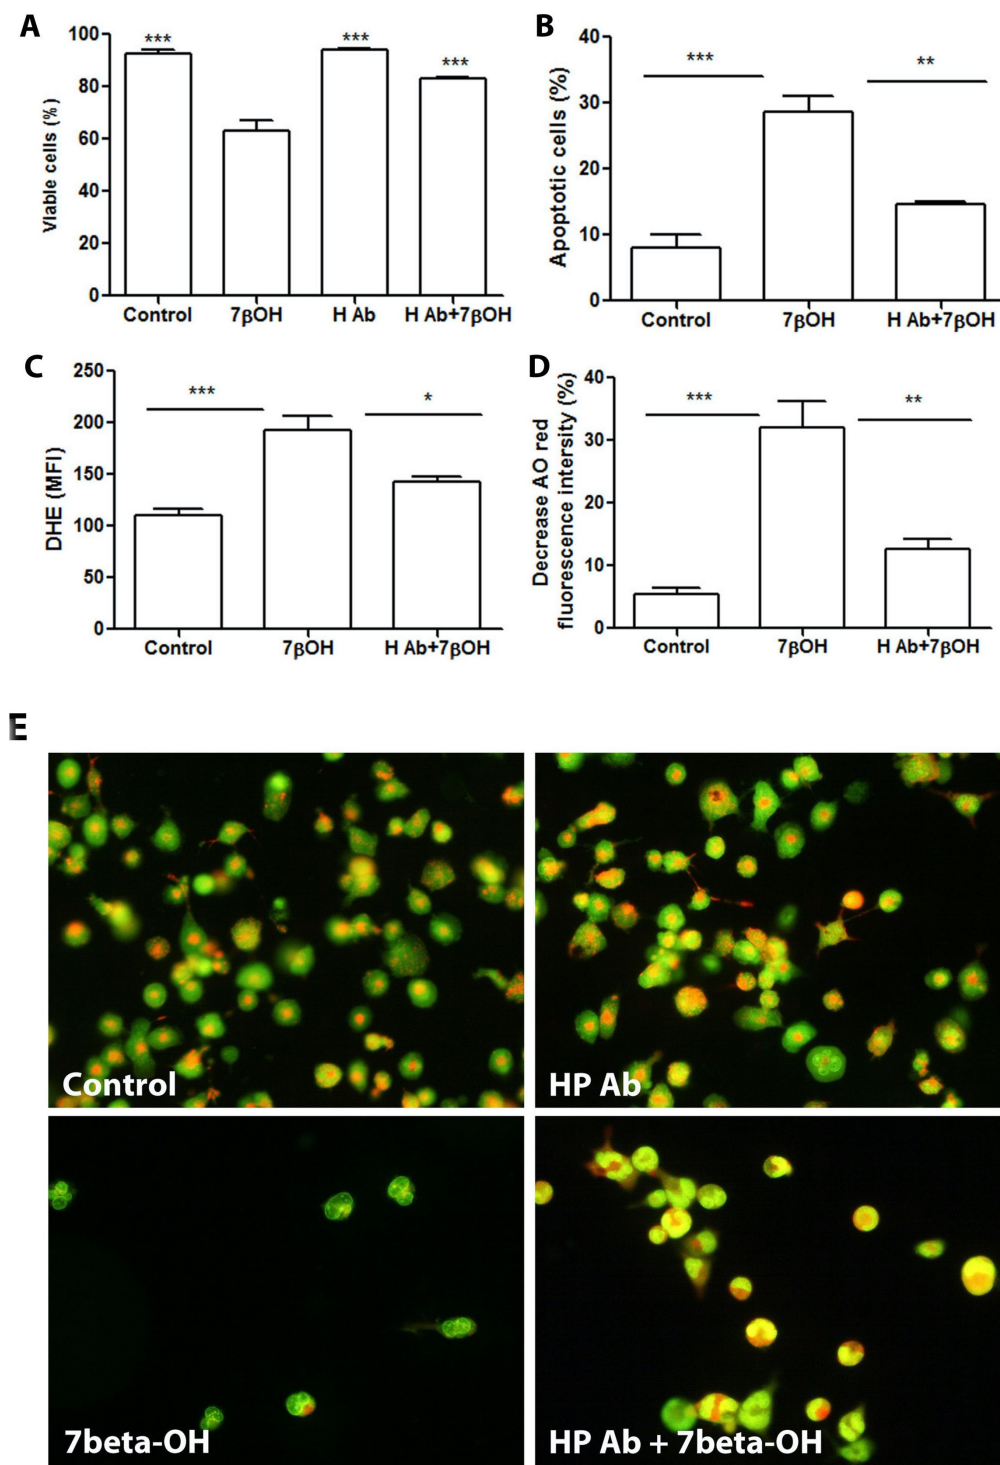 A
Viable cells (%)
100
80
60
40
20
0
***
***
***
Control
7βOH
H Ab
H Ab+7βOH
B
Apoptotic cells (%)
40
30
20
10
0
***
**
Control
7βOH
H Ab+7βOH
C
DHE (MFI)
250
200
150
100
50
0
***
*
Control
7βOH
H Ab+7βOH
D
Decrease AO red
fluorescence intersity (%)
40
30
20
10
0
***
**
Control
7βOH
H Ab+7βOH
E
Control
HP Ab
7beta-OH
HP Ab + 7beta-OH